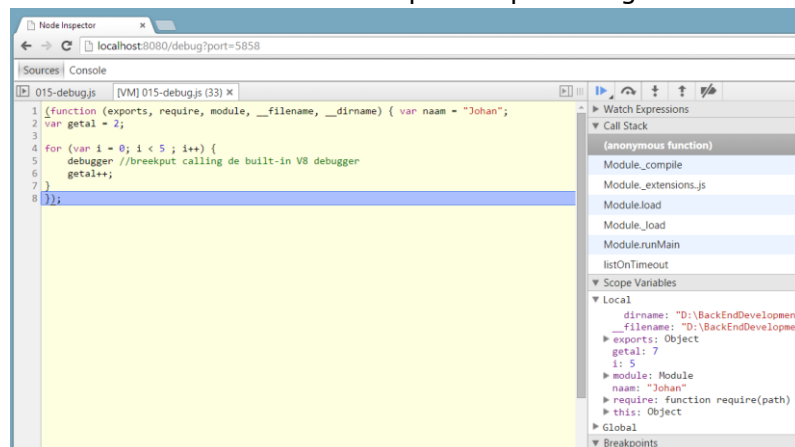 Node Inspector ×
localhost:8080/debug?port=5858
Sources Console
015-debug.js [VM] 015-debug.js (33) ×
1 (function (exports, require, module, __filename, __dirname) { var naam = "Johan";
2 var getal = 2;
3
4 for (var i = 0; i < 5 ; i++) {
5 debugger //breekput calling de built-in V8 debugger
6 getal++;
7 }
8 });
Watch Expressions
Call Stack
(anonymous function)
Module._compile
Module._extensions..js
Module.load
Module._load
Module.runMain
listOnTimeout
Scope Variables
Local
dirname: "D:\BackEndDevelopmen
__filename: "D:\BackEndDevelopme
exports: Object
getal: 7
i: 5
module: Module
naam: "Johan"
require: function require(path)
this: Object
Global
Breakpoints